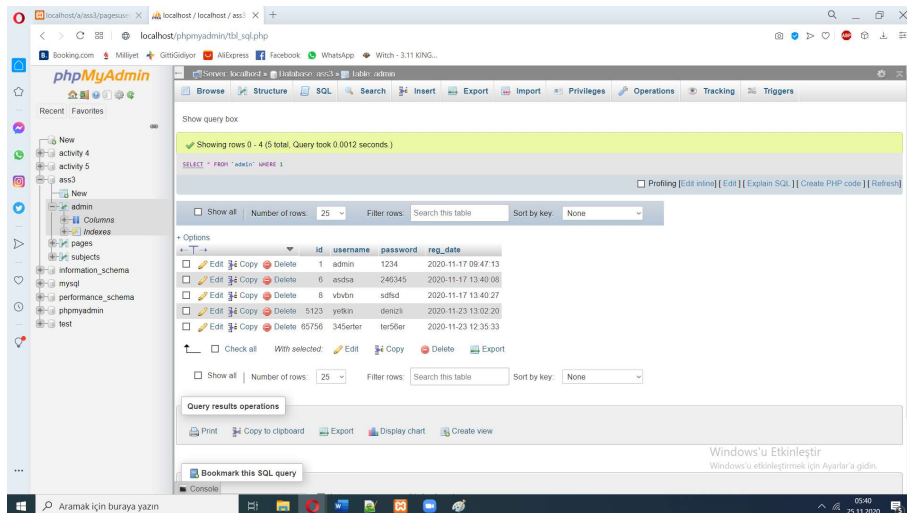 localhost/a/ass3/pagesuse localhost / localhost / ass3
localhost/phpmyadmin/tbl_sql.php
Booking.com Milliyet GittiGidiyor AliExpress Facebook WhatsApp Witch - 3.11 KING...
phpMyAdmin
Server: localhost » Database: ass3 » Table: admin
Browse Structure SQL Search Insert Export Import Privileges Operations Tracking Triggers
Recent Favorites
Show query box
New
activity 4
activity 5
ass3
New
admin
Columns
Indexes
pages
subjects
information_schema
mysql
performance_schema
phpmyadmin
test
Showing rows 0 - 4 (5 total, Query took 0.0012 seconds.)
SELECT * FROM `admin` WHERE 1
Profiling [Edit inline] [ Edit ] [ Explain SQL ] [ Create PHP code ] [ Refresh]
Show all Number of rows: 25 Filter rows: Search this table Sort by key: None
+ Options
id username password reg_date
Edit Copy Delete 1 admin 1234 2020-11-17 09:47:13
Edit Copy Delete 6 asdsa 246345 2020-11-17 13:40:08
Edit Copy Delete 8 vbvbn sdfsd 2020-11-17 13:40:27
Edit Copy Delete 5123 yetkin denizli 2020-11-23 13:02:20
Edit Copy Delete 65756 345erter ter56er 2020-11-23 12:35:33
Check all With selected: Edit Copy Delete Export
Show all Number of rows: 25 Filter rows: Search this table Sort by key: None
Query results operations
Print Copy to clipboard Export Display chart Create view
Windows'u Etkinleştir
Windows'u etkinleştirmek için Ayarlar'a gidin.
Bookmark this SQL query
Console
Aramak için buraya yazın
05:40
25.11.2020